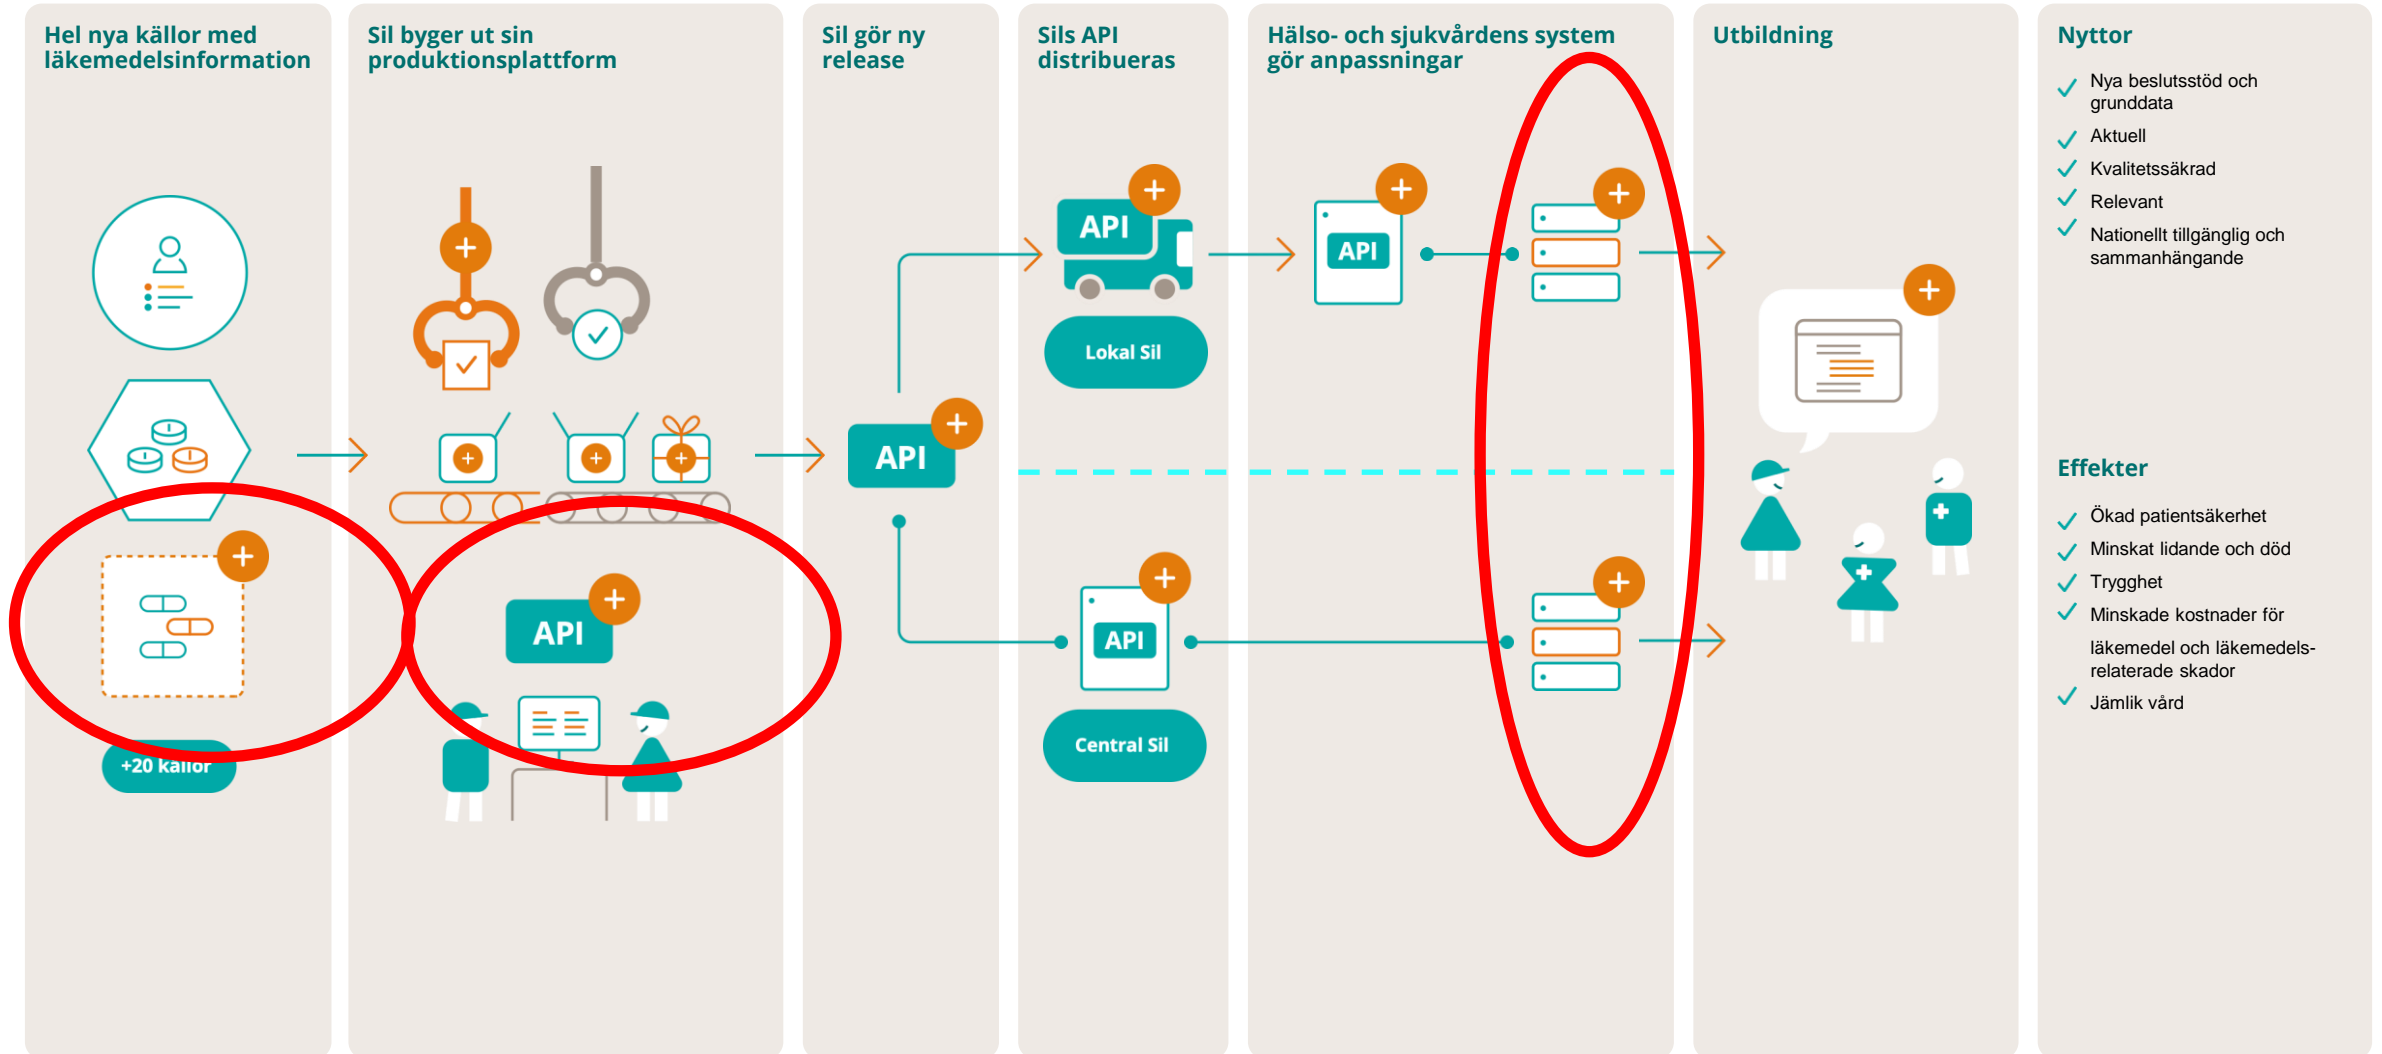 Hel nya källor med
läkemedelsinformation
Sil byger ut sin
produktionsplattform
Sil gör ny
release
Sils API
distribueras
Hälso- och sjukvårdens system
gör anpassningar
Utbildning
Nyttor
Nya beslutsstöd och
grunddata
Aktuell
Kvalitetssäkrad
Relevant
Nationellt tillgänglig och
sammanhängande
API
API
Lokal Sil
API
Effekter
Ökad patientsäkerhet
Minskat lidande och död
Trygghet
Minskade kostnader för
läkemedel och läkemedels-
relaterade skador
Jämlik vård
API
API
Central Sil
+20 källor